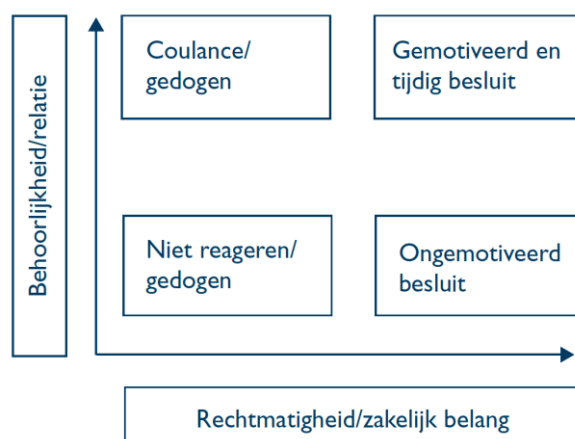 Behoorlijkheid/relatie
Coulance/
gedogen
Gemotiveerd en
tijdig besluit
Niet reageren/
gedogen
Ongemotiveerd
besluit
Rechtmatigheid/zakelijk belang